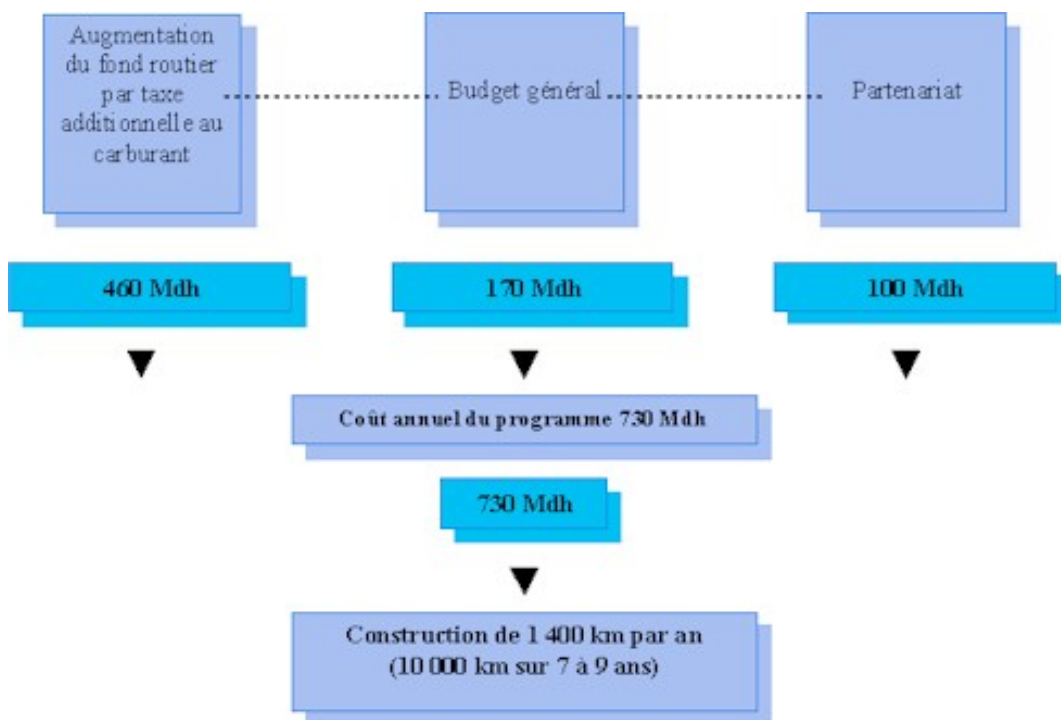 Augmentation
du fond routier
par taxe
additionnelle au
carburant
Budget général
Partenariat
460 Mdh
170 Mdh
100 Mdh
Coût annuel du programme 730 Mdh
730 Mdh
Construction de 1 400 km par an
(10 000 km sur 7 à 9 ans)